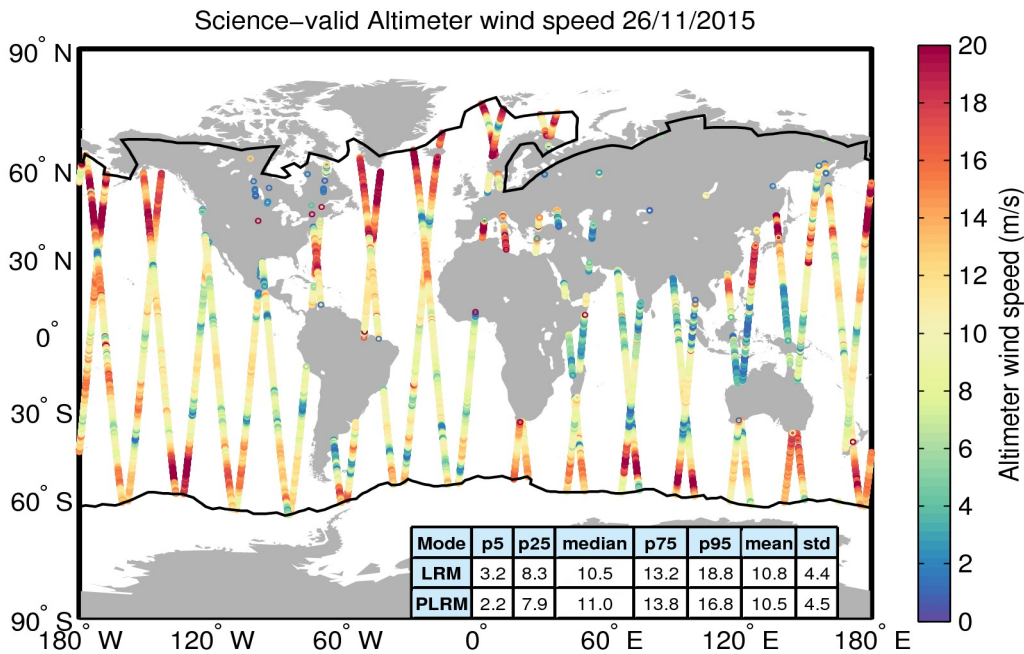 Science−valid Altimeter wind speed 26/11/2015
90° N
60° N
30° N
0°
30° S
60° S
90° S
180° W
120° W
60° W
0°
60° E
120° E
180° E
Mode p5 p25 median p75 p95 mean std
LRM 3.2 8.3 10.5 13.2 18.8 10.8 4.4
PLRM 2.2 7.9 11.0 13.8 16.8 10.5 4.5
20
18
16
14
12
10
8
6
4
2
0
Altimeter wind speed (m/s)